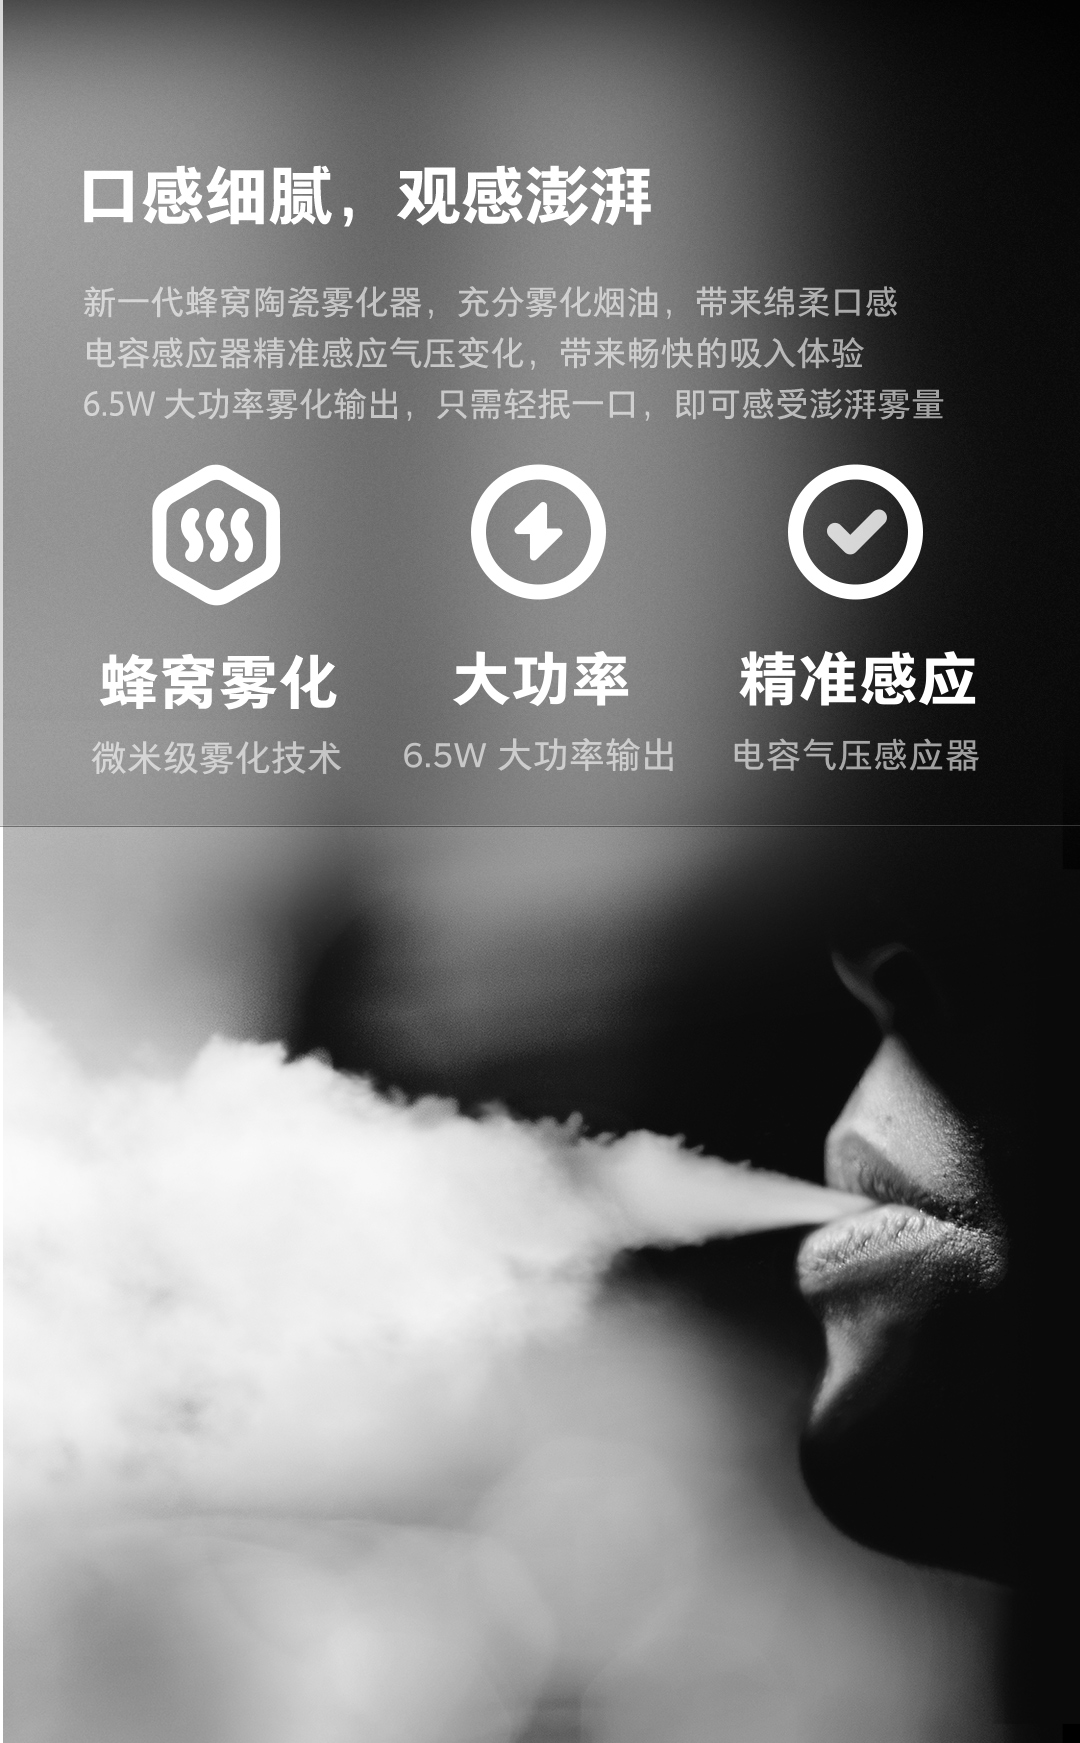 口感细腻，观感澎湃
新一代蜂窝陶瓷雾化器，充分雾化烟油，带来绵柔口感
电容感应器精准感应气压变化，带来畅快的吸入体验
6.5W 大功率雾化输出，只需轻抿一口，即可感受澎湃雾量
蜂窝雾化 大功率 精准感应
微米级雾化技术 6.5W 大功率输出 电容气压感应器